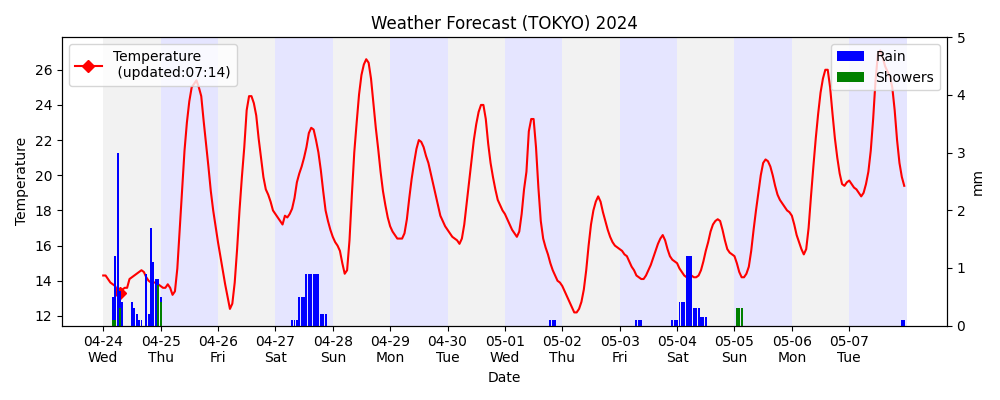 Weather Forecast (TOKYO) 2024
Temperature
(updated:07:14)
Rain
Showers
26
24
22
20
18
16
14
12
Temperature
5
4
3
2
1
0
mm
04-24 04-25 04-26 04-27 04-28 04-29 04-30 05-01 05-02 05-03 05-04 05-05 05-06 05-07
Wed Thu Fri Sat Sun Mon Tue Wed Thu Fri Sat Sun Mon Tue
Date